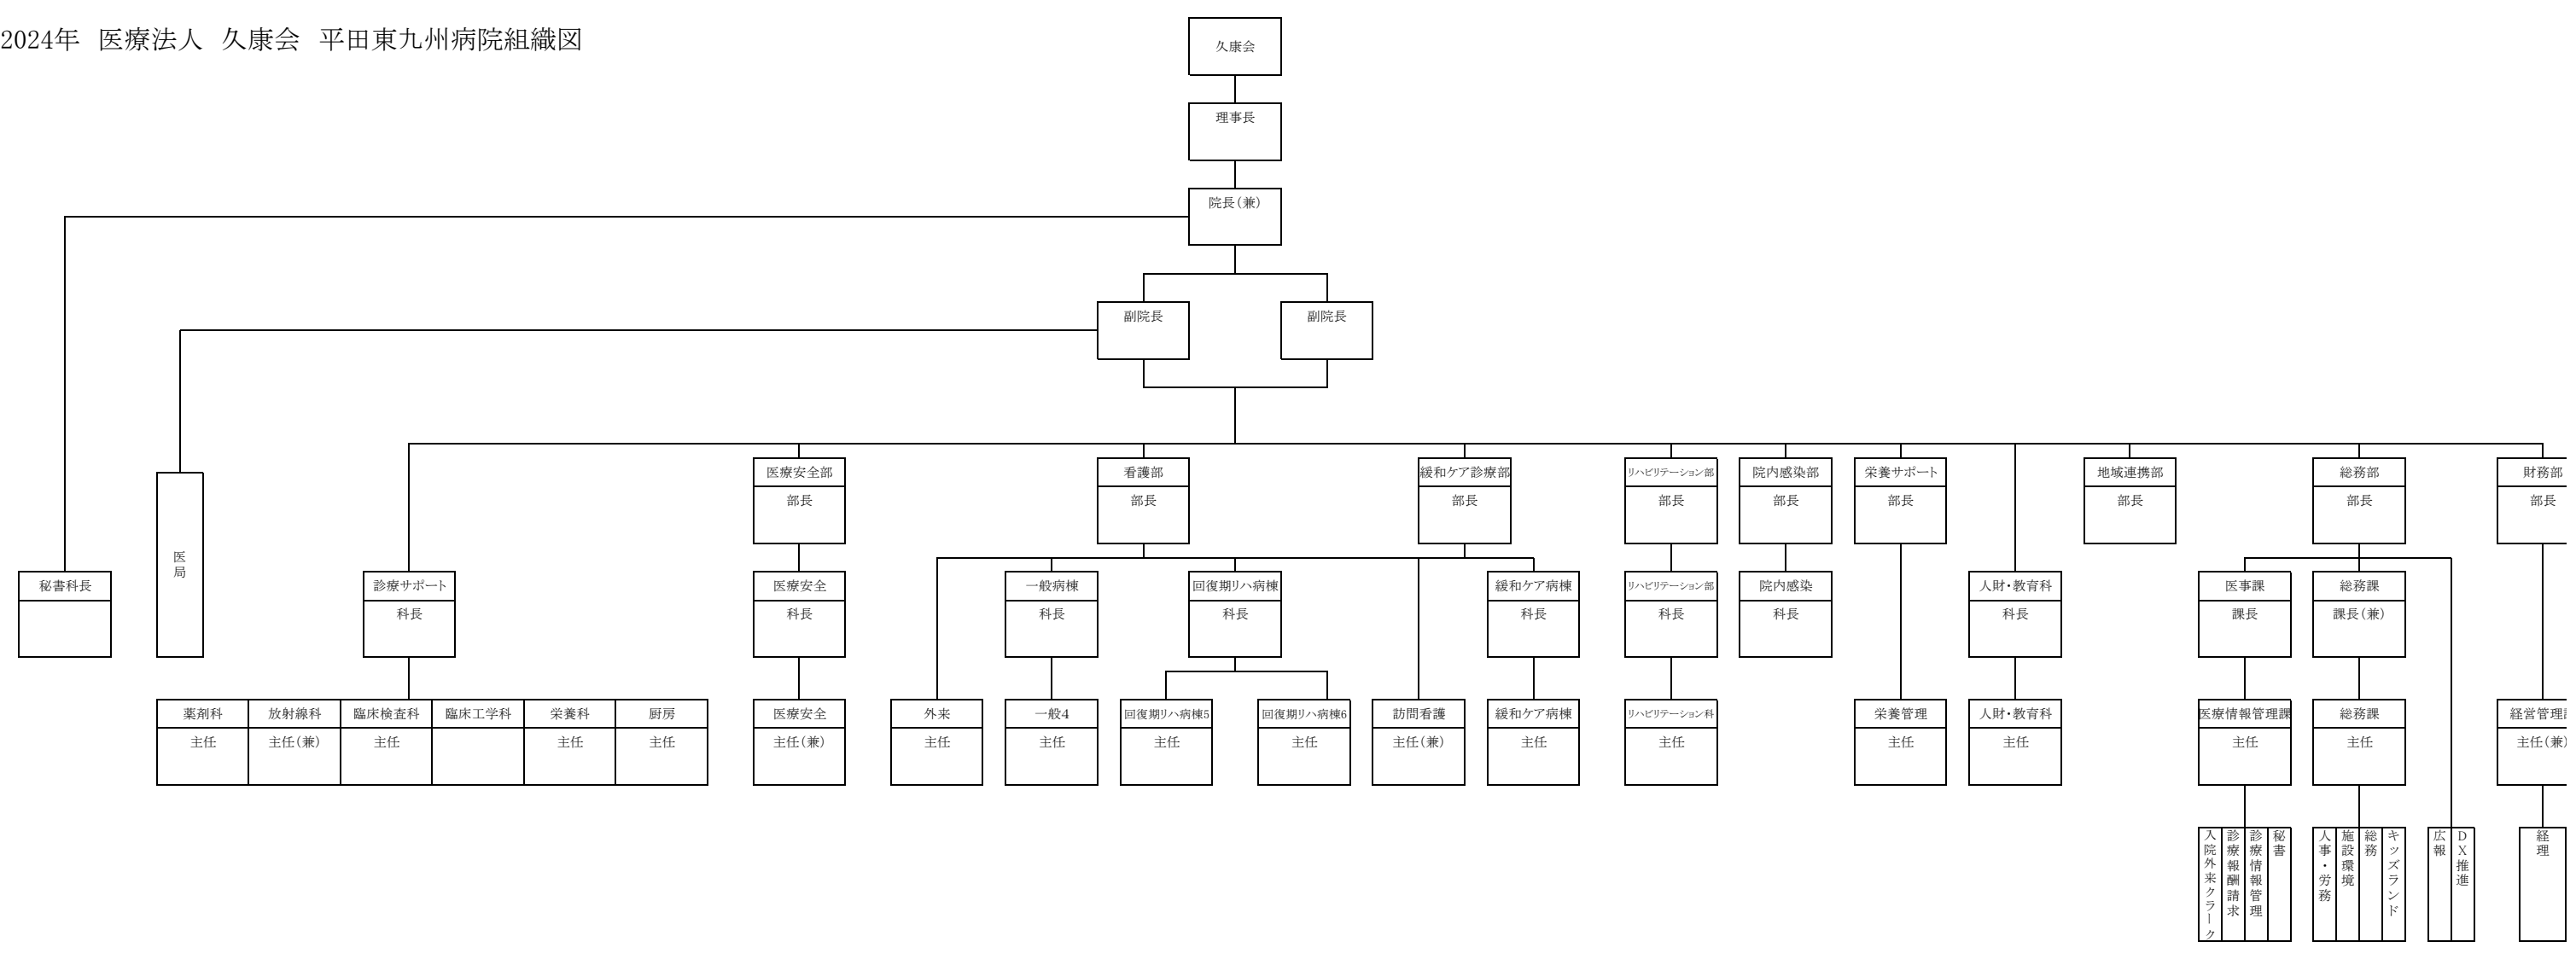 2024年　医療法人　久康会　平田東九州病院組織図
久康会
理事長
院長（兼）
副院長
副院長
医療安全部
部長
看護部
部長
緩和ケア診療部
部長
リハビリテーション部
部長
院内感染部
部長
栄養サポート
部長
地域連携部
部長
総務部
部長
財務部
部長
秘書科長
医局
診療サポート
科長
医療安全
科長
一般病棟
科長
回復期リハ病棟
科長
緩和ケア病棟
科長
リハビリテーション部
科長
院内感染
科長
人財・教育科
科長
医事課
課長
総務課
課長（兼）
薬剤科
主任
放射線科
主任（兼）
臨床検査科
主任
臨床工学科
栄養科
主任
厨房
主任
医療安全
主任（兼）
外来
主任
一般4
主任
回復期リハ病棟5
主任
回復期リハ病棟6
主任
訪問看護
主任（兼）
緩和ケア病棟
主任
リハビリテーション科
主任
栄養管理
主任
人財・教育科
主任
医療情報管理課
主任
総務課
主任
経営管理
主任（兼）
入院外来クラーク
診療報酬請求
診療情報管理
秘書
人事・労務
施設環境
総務
キッズランド
広報
DX推進
経理